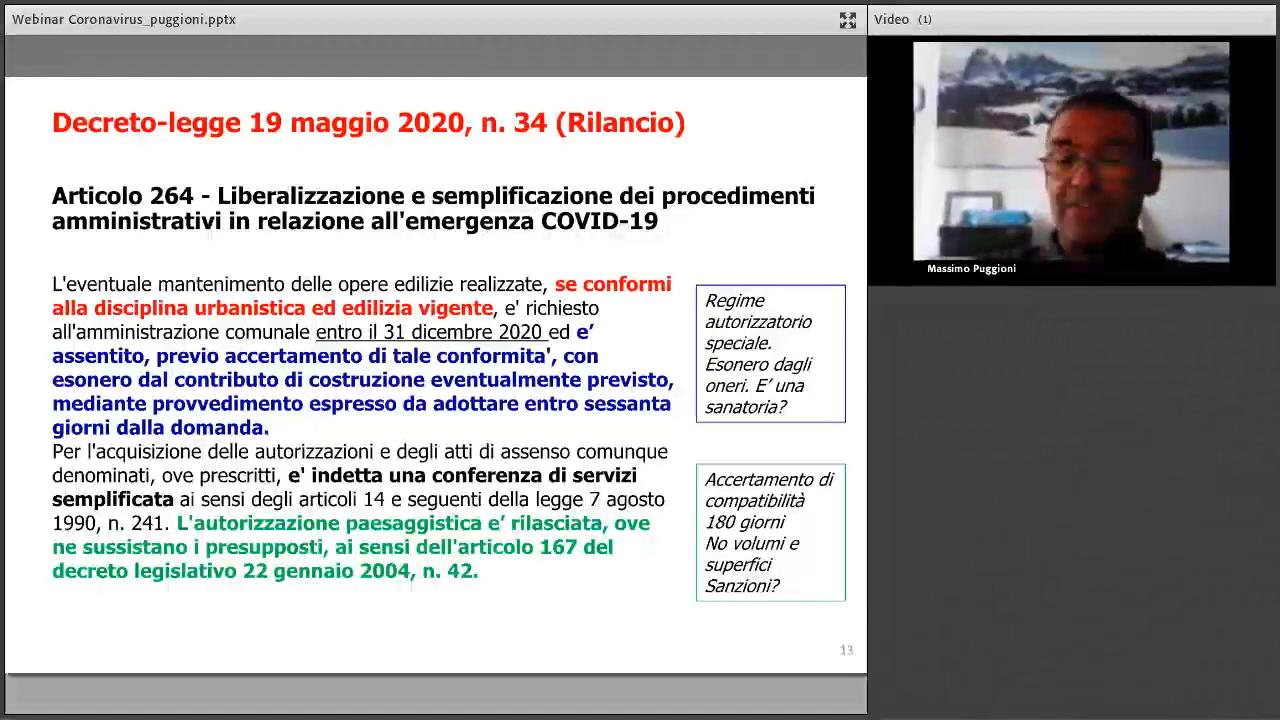 Webinar Coronavirus_puggioni.pptx
Video (1)
Massimo Puggioni
Decreto-legge 19 maggio 2020, n. 34 (Rilancio)
Articolo 264 - Liberalizzazione e semplificazione dei procedimenti
amministrativi in relazione all'emergenza COVID-19
L'eventuale mantenimento delle opere edilizie realizzate, se conformi
alla disciplina urbanistica ed edilizia vigente, e' richiesto
all'amministrazione comunale entro il 31 dicembre 2020 ed e’
assentito, previo accertamento di tale conformita', con
esonero dal contributo di costruzione eventualmente previsto,
mediante provvedimento espresso da adottare entro sessanta
giorni dalla domanda.
Per l'acquisizione delle autorizzazioni e degli atti di assenso comunque
denominati, ove prescritti, e' indetta una conferenza di servizi
semplificata ai sensi degli articoli 14 e seguenti della legge 7 agosto
1990, n. 241. L'autorizzazione paesaggistica e’ rilasciata, ove
ne sussistano i presupposti, ai sensi dell'articolo 167 del
decreto legislativo 22 gennaio 2004, n. 42.
Regime
autorizzatorio
speciale.
Esonero dagli
oneri. E’ una
sanatoria?
Accertamento di
compatibilità
180 giorni
No volumi e
superfici
Sanzioni?
13